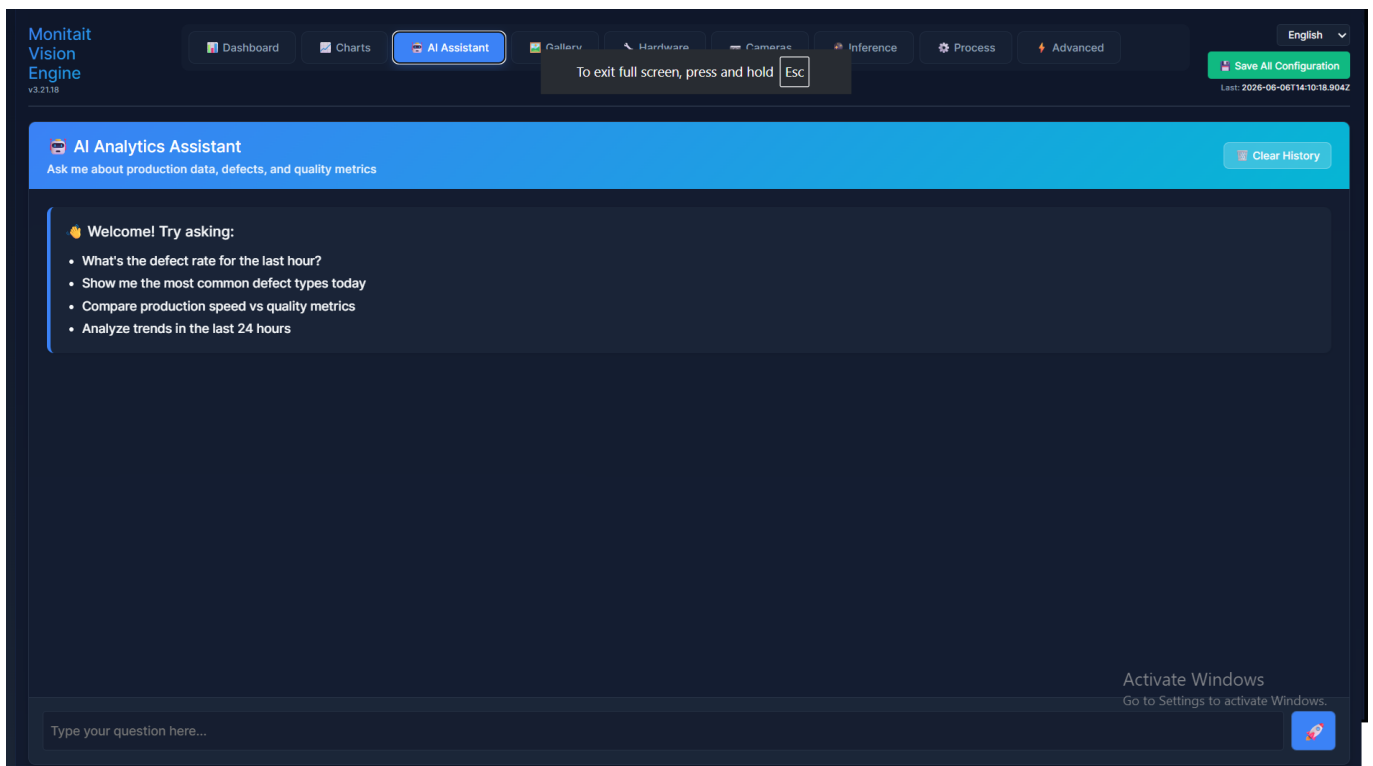 Monitait
Vision
Engine
v3.21.18
Dashboard
Charts
AI Assistant
Gallery
Hardware
Cameras
Inference
Process
Advanced
English
Save All Configuration
Last: 2026-06-06T14:10:18.904Z
To exit full screen, press and hold Esc
AI Analytics Assistant
Ask me about production data, defects, and quality metrics
Clear History
Welcome! Try asking:
• What's the defect rate for the last hour?
• Show me the most common defect types today
• Compare production speed vs quality metrics
• Analyze trends in the last 24 hours
Activate Windows
Go to Settings to activate Windows.
Type your question here...